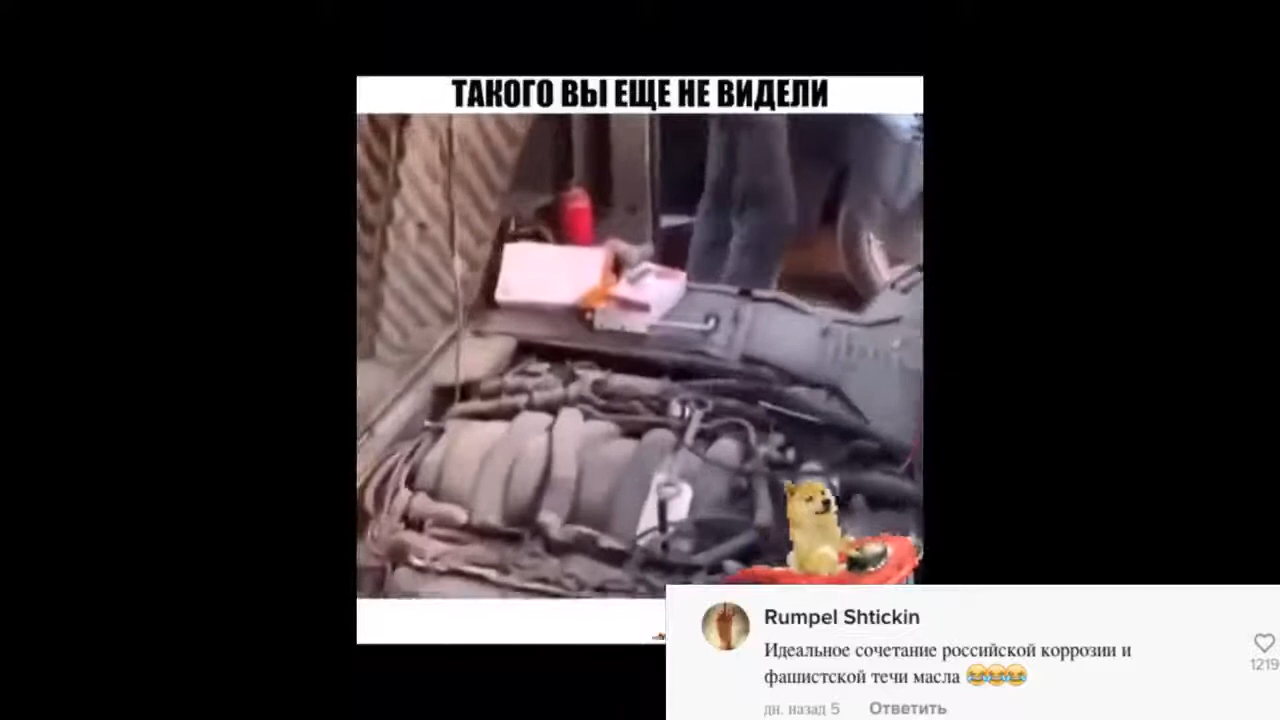 ТАКОГО ВЫ ЕЩЕ НЕ ВИДЕЛИ
Rumpel Shtickin
Идеальное сочетание российской коррозии и
фашистской течи масла 😂😂😂
1219
дн. назад 5 Ответить